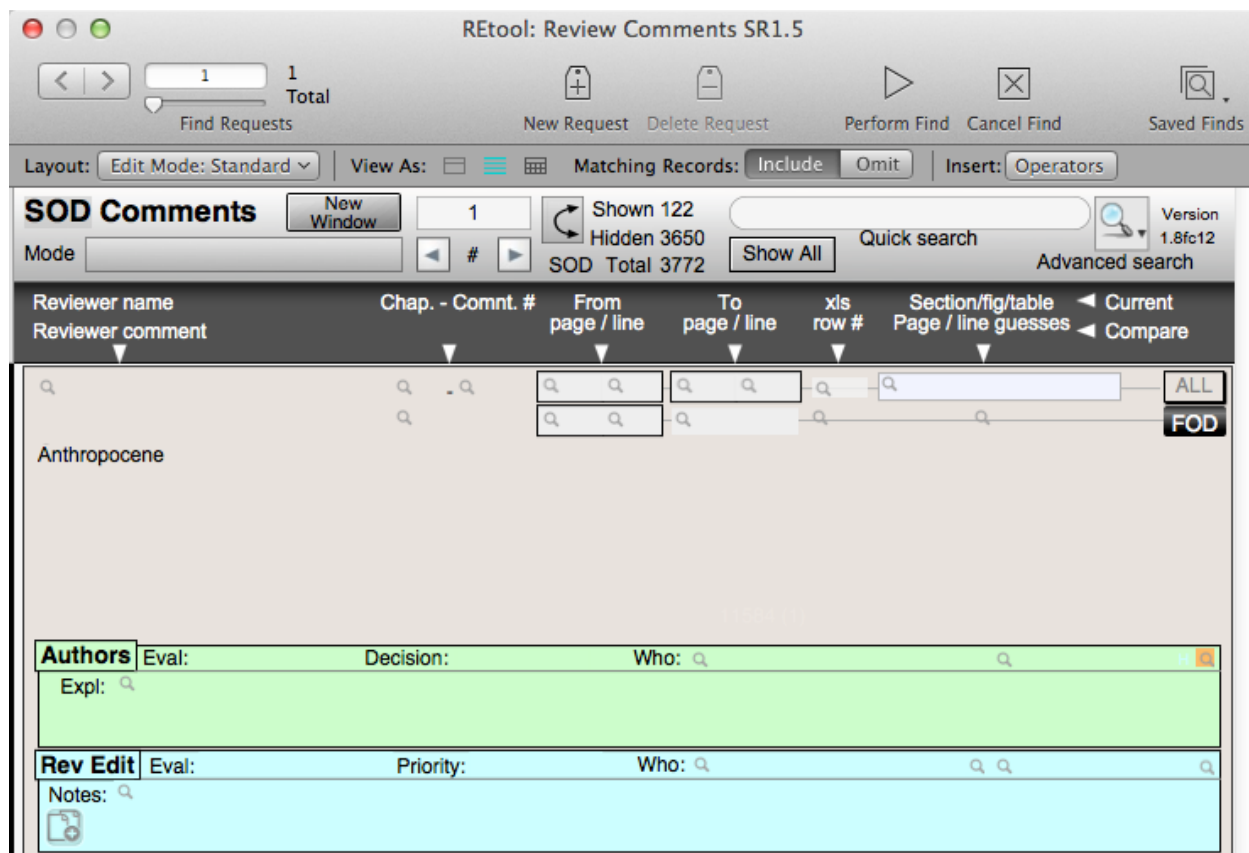 REtool: Review Comments SR1.5
1
1
Total
Find Requests
New Request
Delete Request
Perform Find
Cancel Find
Saved Finds
Layout: Edit Mode: Standard
View As:
Matching Records: Include Omit
Insert: Operators
SOD Comments
New
Window
1
Shown 122
Hidden 3650
SOD Total 3772
Show All
Quick search
Version
1.8fc12
Advanced search
Mode
#
Reviewer name
Reviewer comment
Chap. - Comnt. #
From
page / line
To
page / line
xls
row #
Section/fig/table
Page / line guesses
Current
Compare
-
ALL
FOD
Anthropocene
Authors Eval: Decision: Who:
Expl:
Rev Edit Eval: Priority: Who:
Notes: